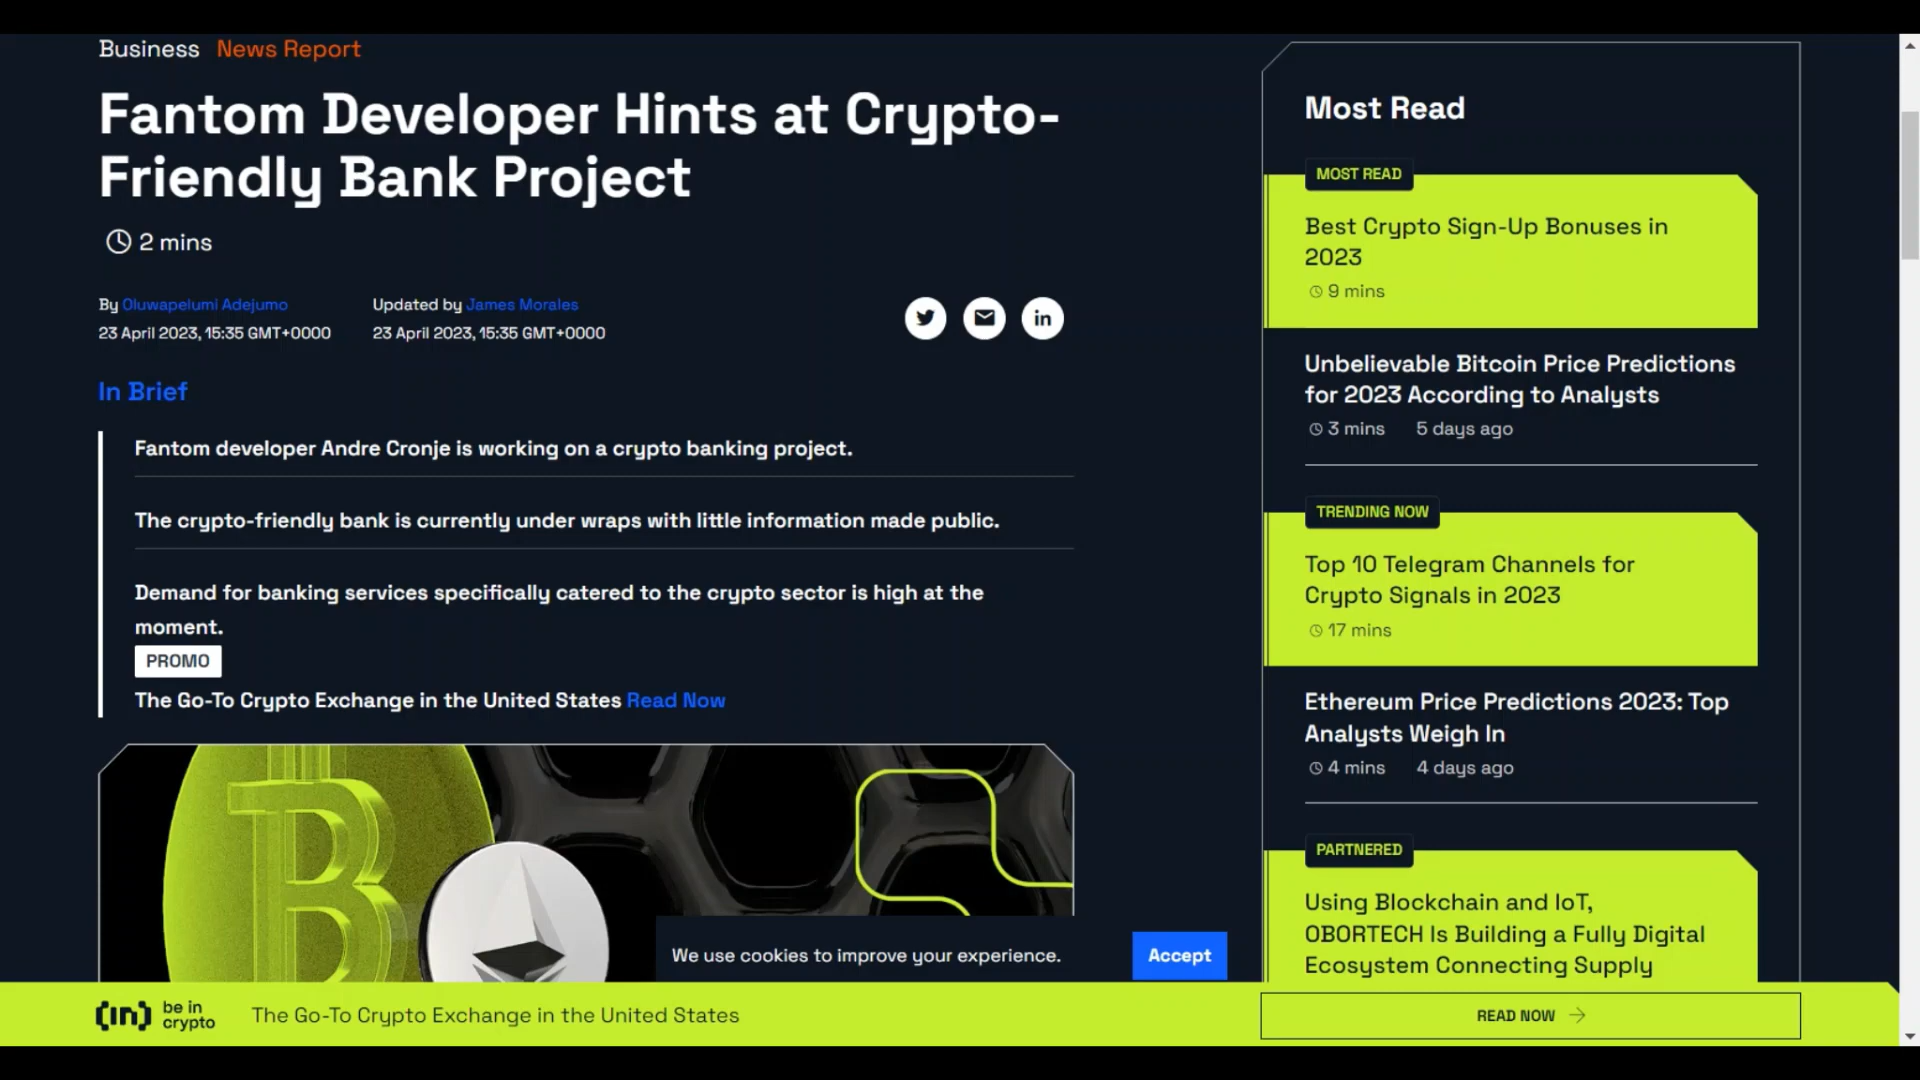 Business News Report
Fantom Developer Hints at Crypto-
Friendly Bank Project
2 mins
By Oluwapelumi Adejumo
23 April 2023, 15:35 GMT+0000
Updated by James Morales
23 April 2023, 15:35 GMT+0000
in
In Brief
Fantom developer Andre Cronje is working on a crypto banking project.
The crypto-friendly bank is currently under wraps with little information made public.
Demand for banking services specifically catered to the crypto sector is high at the
moment.
PROMO
The Go-To Crypto Exchange in the United States Read Now
Most Read
MOST READ
Best Crypto Sign-Up Bonuses in
2023
9 mins
Unbelievable Bitcoin Price Predictions
for 2023 According to Analysts
3 mins 5 days ago
TRENDING NOW
Top 10 Telegram Channels for
Crypto Signals in 2023
17 mins
Ethereum Price Predictions 2023: Top
Analysts Weigh In
4 mins 4 days ago
PARTNERED
Using Blockchain and IoT,
OBORTECH Is Building a Fully Digital
Ecosystem Connecting Supply
We use cookies to improve your experience.
Accept
(in) be in
crypto
The Go-To Crypto Exchange in the United States
READ NOW